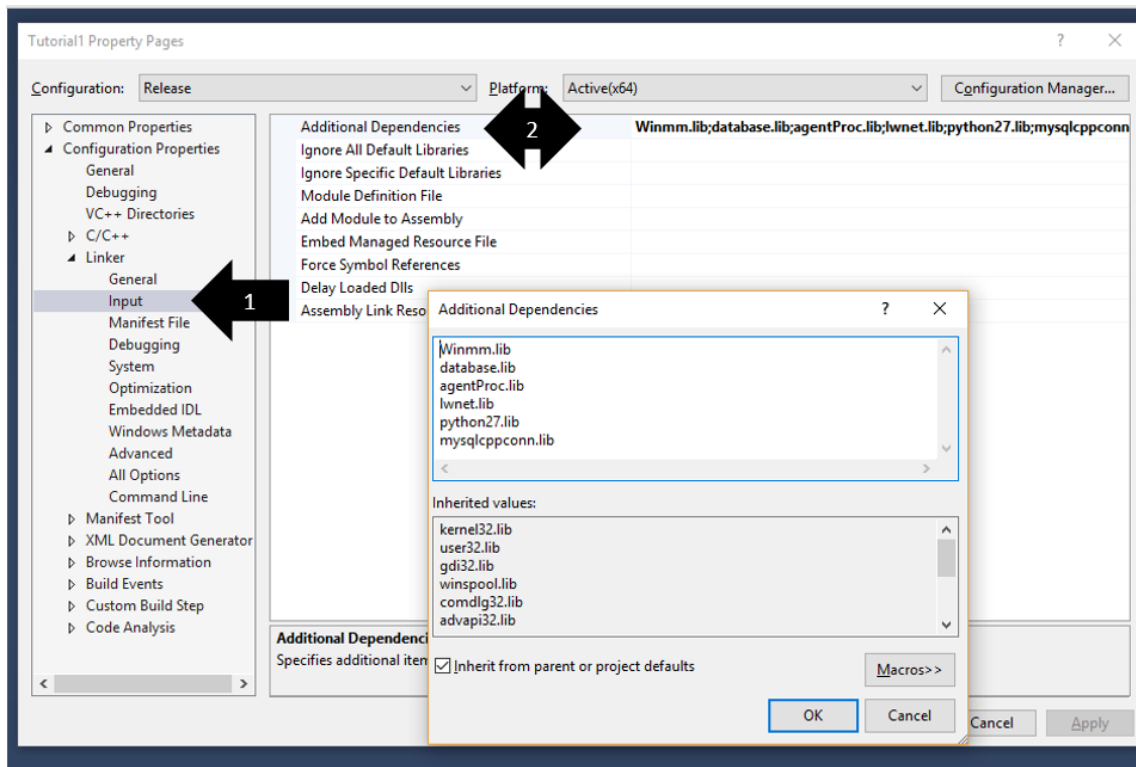 Tutorial1 Property Pages
Configuration: Release Platform: Active(x64) Configuration Manager...
Common Properties
Configuration Properties
General
Debugging
VC++ Directories
C/C++
Linker
General
Input
1
Manifest File
Debugging
System
Optimization
Embedded IDL
Windows Metadata
Advanced
All Options
Command Line
Manifest Tool
XML Document Generator
Browse Information
Build Events
Custom Build Step
Code Analysis
Additional Dependencies 2 Winmm.lib;database.lib;agentProc.lib;lwnet.lib;python27.lib;mysqlcppconn
Ignore All Default Libraries
Ignore Specific Default Libraries
Module Definition File
Add Module to Assembly
Embed Managed Resource File
Force Symbol References
Delay Loaded Dlls
Assembly Link Reso
Additional Dependenci
Specifies additional iten
Additional Dependencies ?
Winmm.lib
database.lib
agentProc.lib
lwnet.lib
python27.lib
mysqlcppconn.lib
Inherited values:
kernel32.lib
user32.lib
gdi32.lib
winspool.lib
comdlg32.lib
advapi32.lib
Inherit from parent or project defaults
Macros>>
OK Cancel
Cancel Apply